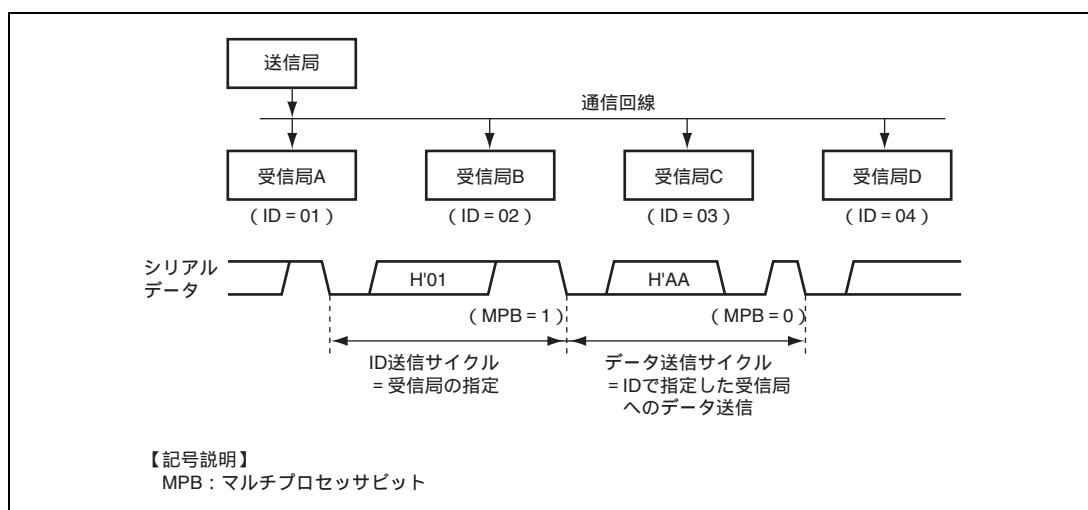 送信局
通信回線
受信局A 受信局B 受信局C 受信局D
(ID = 01) (ID = 02) (ID = 03) (ID = 04)
シリアル
データ
H'01 H'AA
(MPB = 1) (MPB = 0)
ID送信サイクル
= 受信局の指定
データ送信サイクル
= IDで指定した受信局
へのデータ送信
【記号説明】
MPB:マルチプロセッサビット